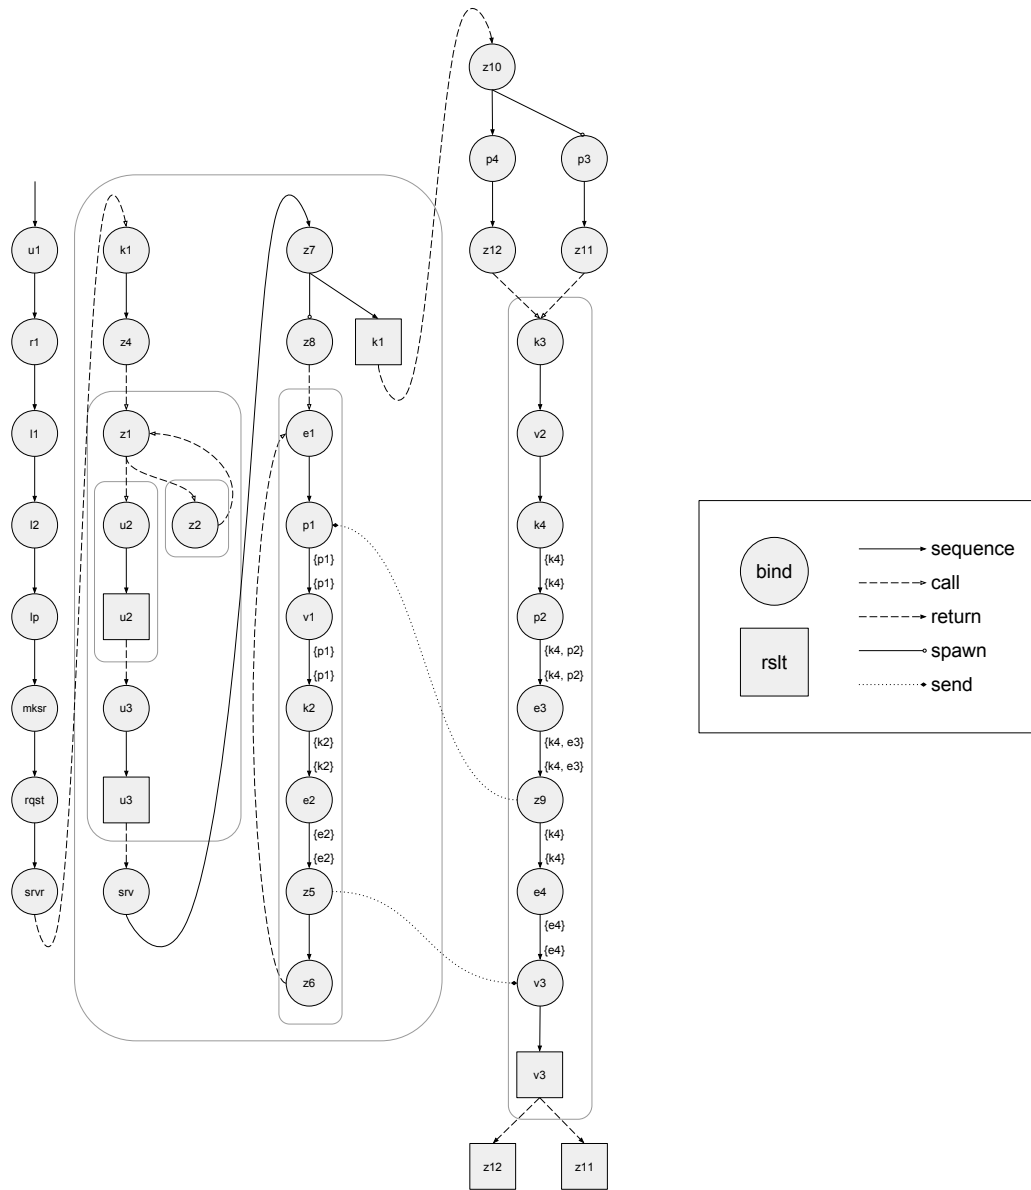 z10
p4
p3
u1
k1
z7
z12
z11
r1
z4
z8
k1
k3
l1
z1
e1
v2
l2
u2
z2
p1
k4
{p1}
{k4}
{p1}
{k4}
lp
u2
v1
p2
{p1}
{k4, p2}
{p1}
{k4, p2}
mksr
u3
k2
e3
{k2}
{k4, e3}
{k2}
{k4, e3}
rqst
u3
e2
z9
{e2}
{k4}
{e2}
{k4}
srvr
srv
z5
e4
{e4}
{e4}
z6
v3
v3
z12
z11
bind
rslt
sequence
call
return
spawn
send